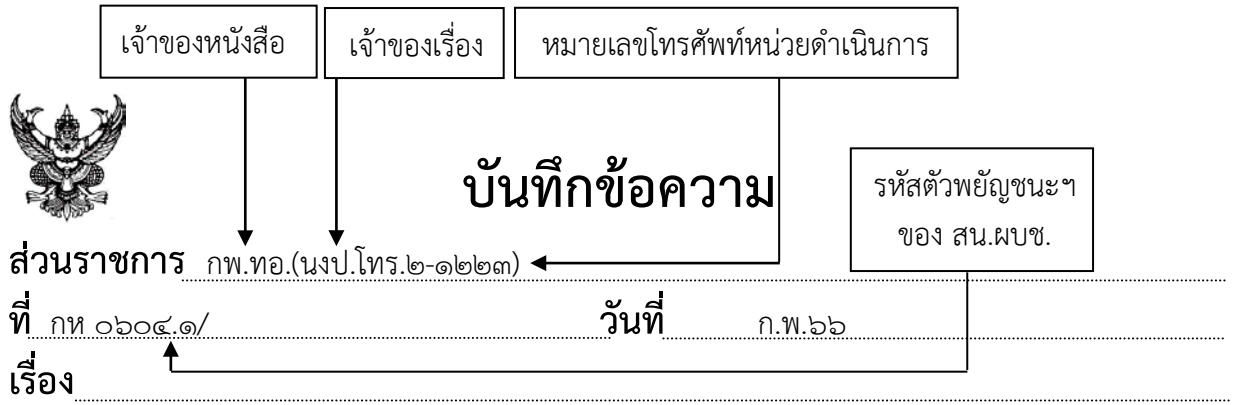 เจ้าของหนังสือ
เจ้าของเรื่อง
หมายเลขโทรศัพท์หน่วยดำเนินการ
บันทึกข้อความ
รหัสตัวพยัญชนะฯ
ของ สน.ผบช.
ส่วนราชการ กพ.ทอ.(นงป.โทร.๒-๑๒๒๓)
ที่ กห ๐๖๐๔.๑/ วันที่ ก.พ.๖๖
เรื่อง